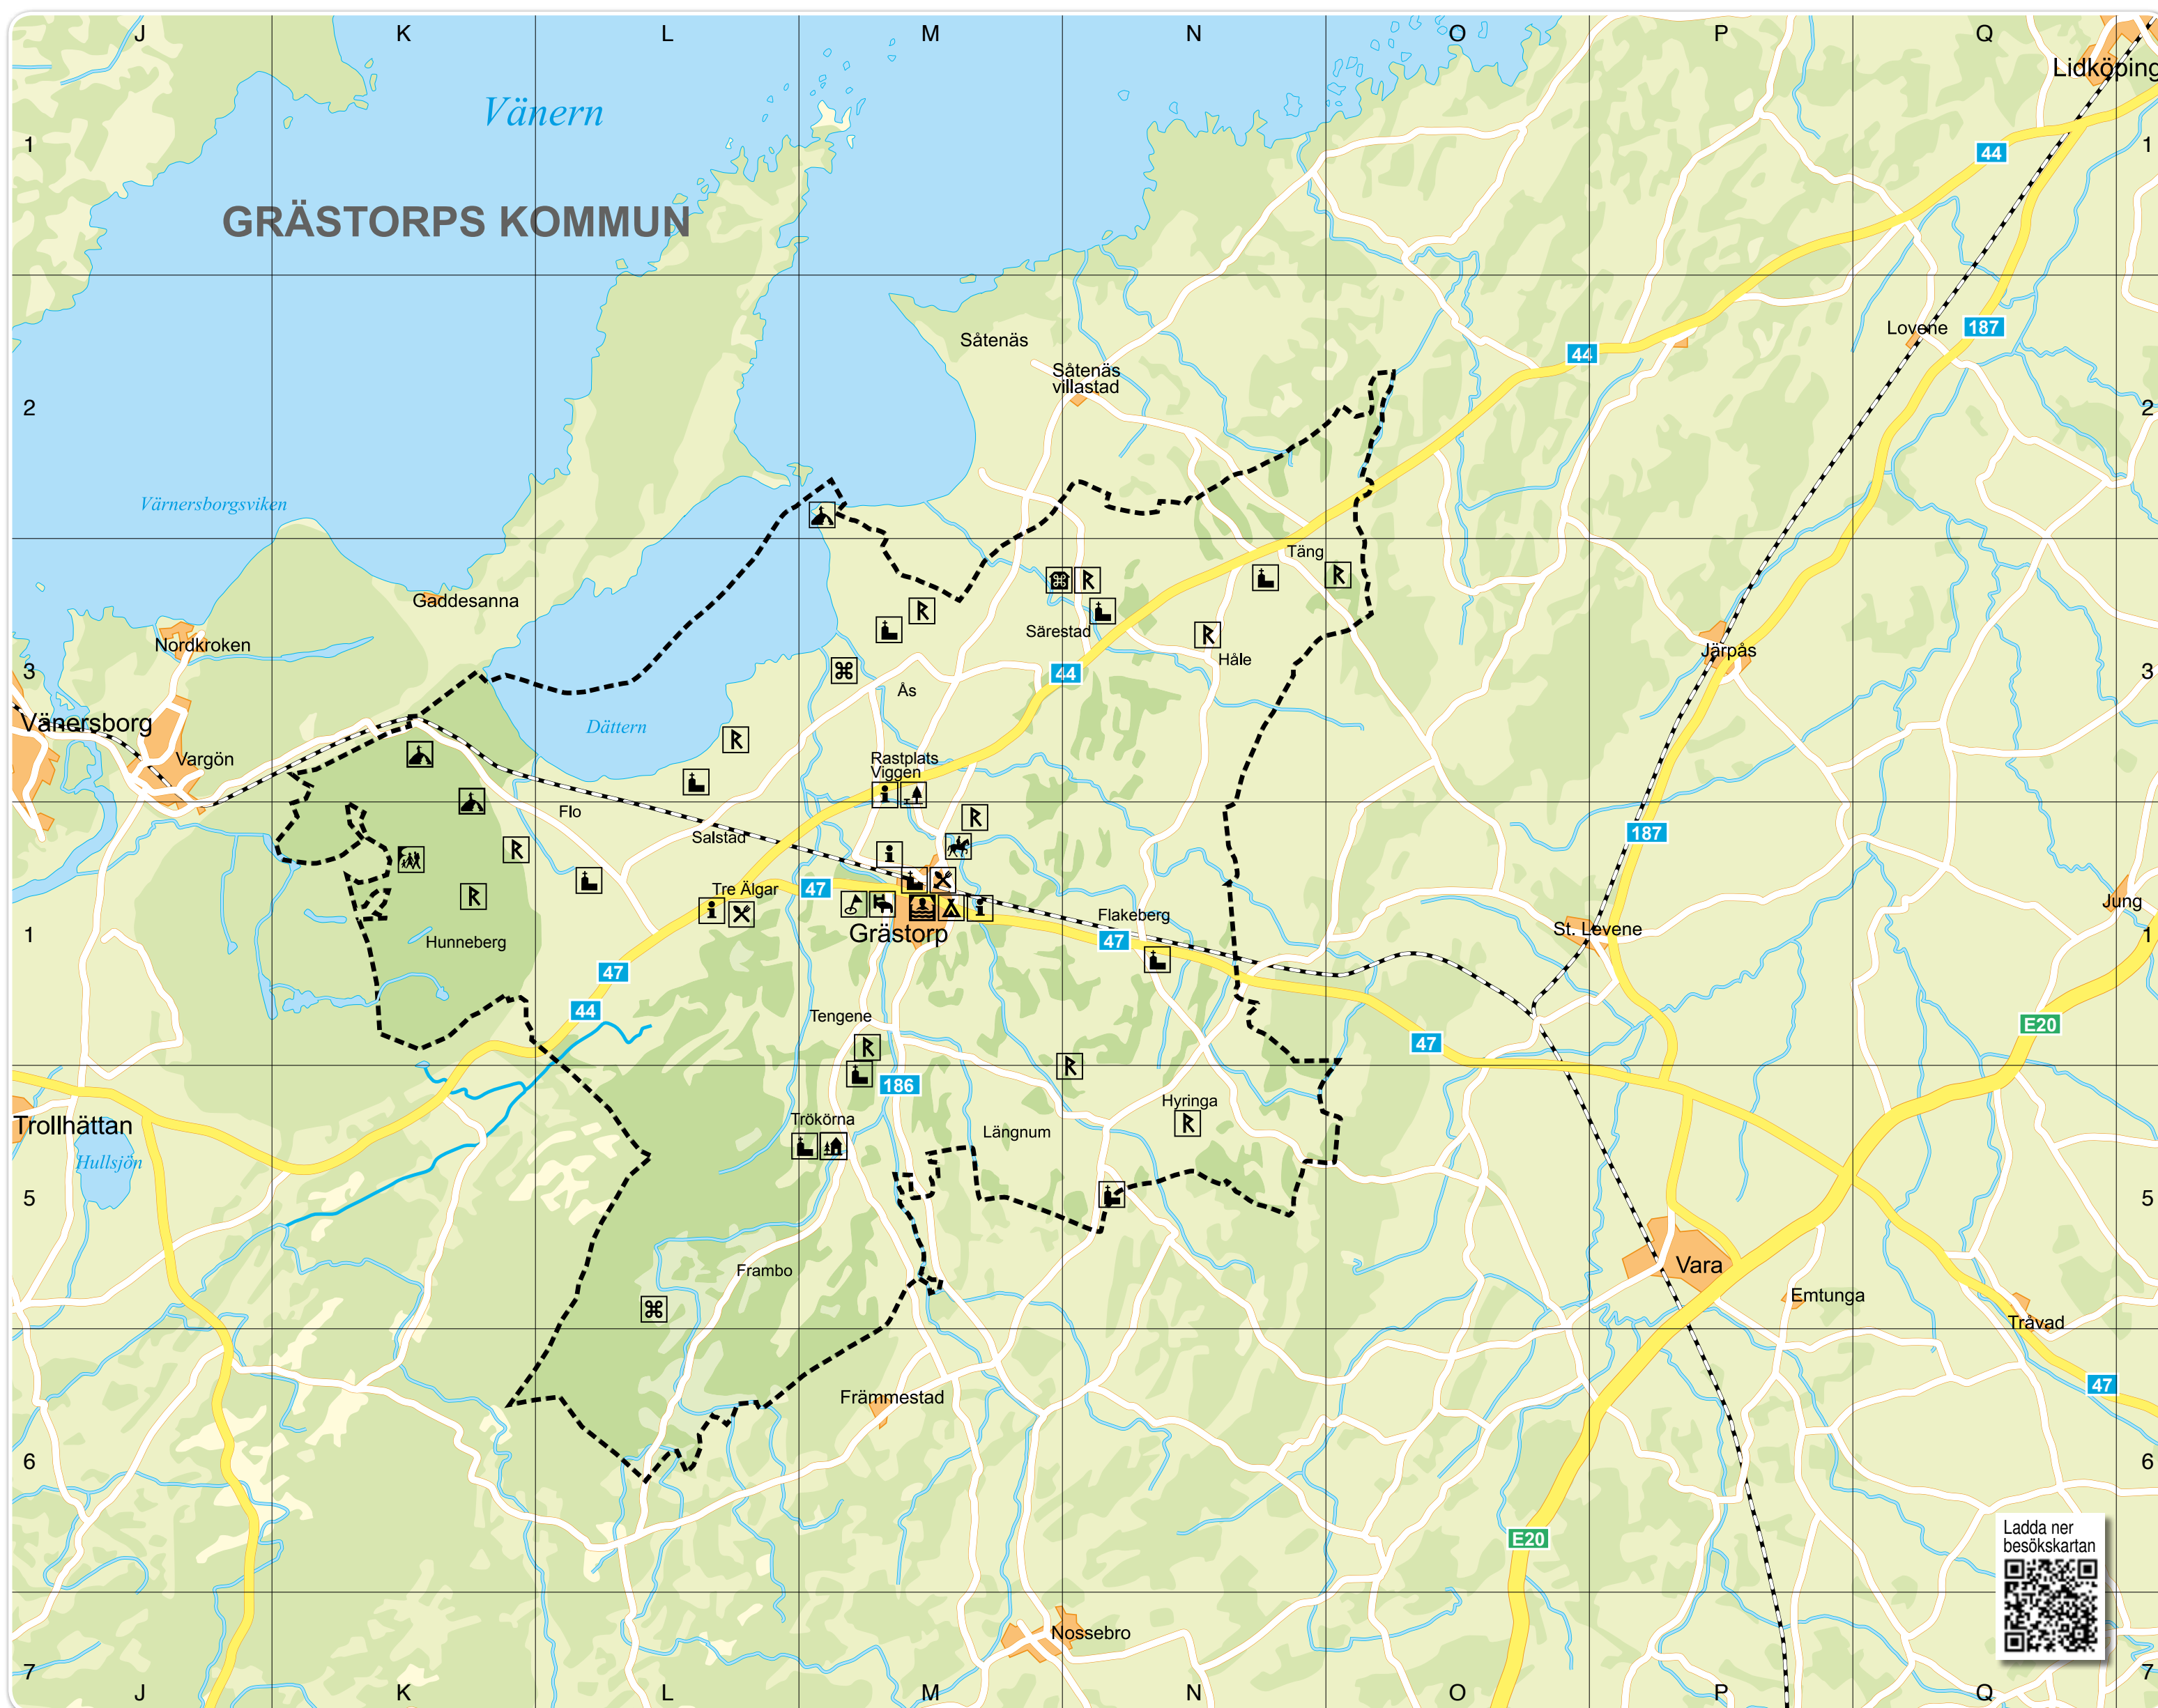 J K L M N O P Q
Lidköping
Vänern
1 1
44
GRÄSTORPS KOMMUN
Lovene
187
Såtenäs
44
Såtenäs
villastad
2 2
Värnersborgsviken
Täng
Gaddesanna
Särestad
Nordkroken
Håle
Järpås
3 3
44
Ås
Vänersborg
Dättern
Vargön
Rastplats
Viggen
Flo
Salstad
187
R
Tre Älgar
47
Jung
Flakeberg
Grästorp
St. Levene
1 1
47
Hunneberg
47
44
Tengene
E20
47
186
Hyringa
Trökörna
Trollhättan
Längnum
Hullsjön
5 5
Vara
Frambo
Emtunga
Tråvad
47
Främmestad
6 6
E20
Ladda ner
besökskartan
Nossebro
7 7
J K L M N O P Q